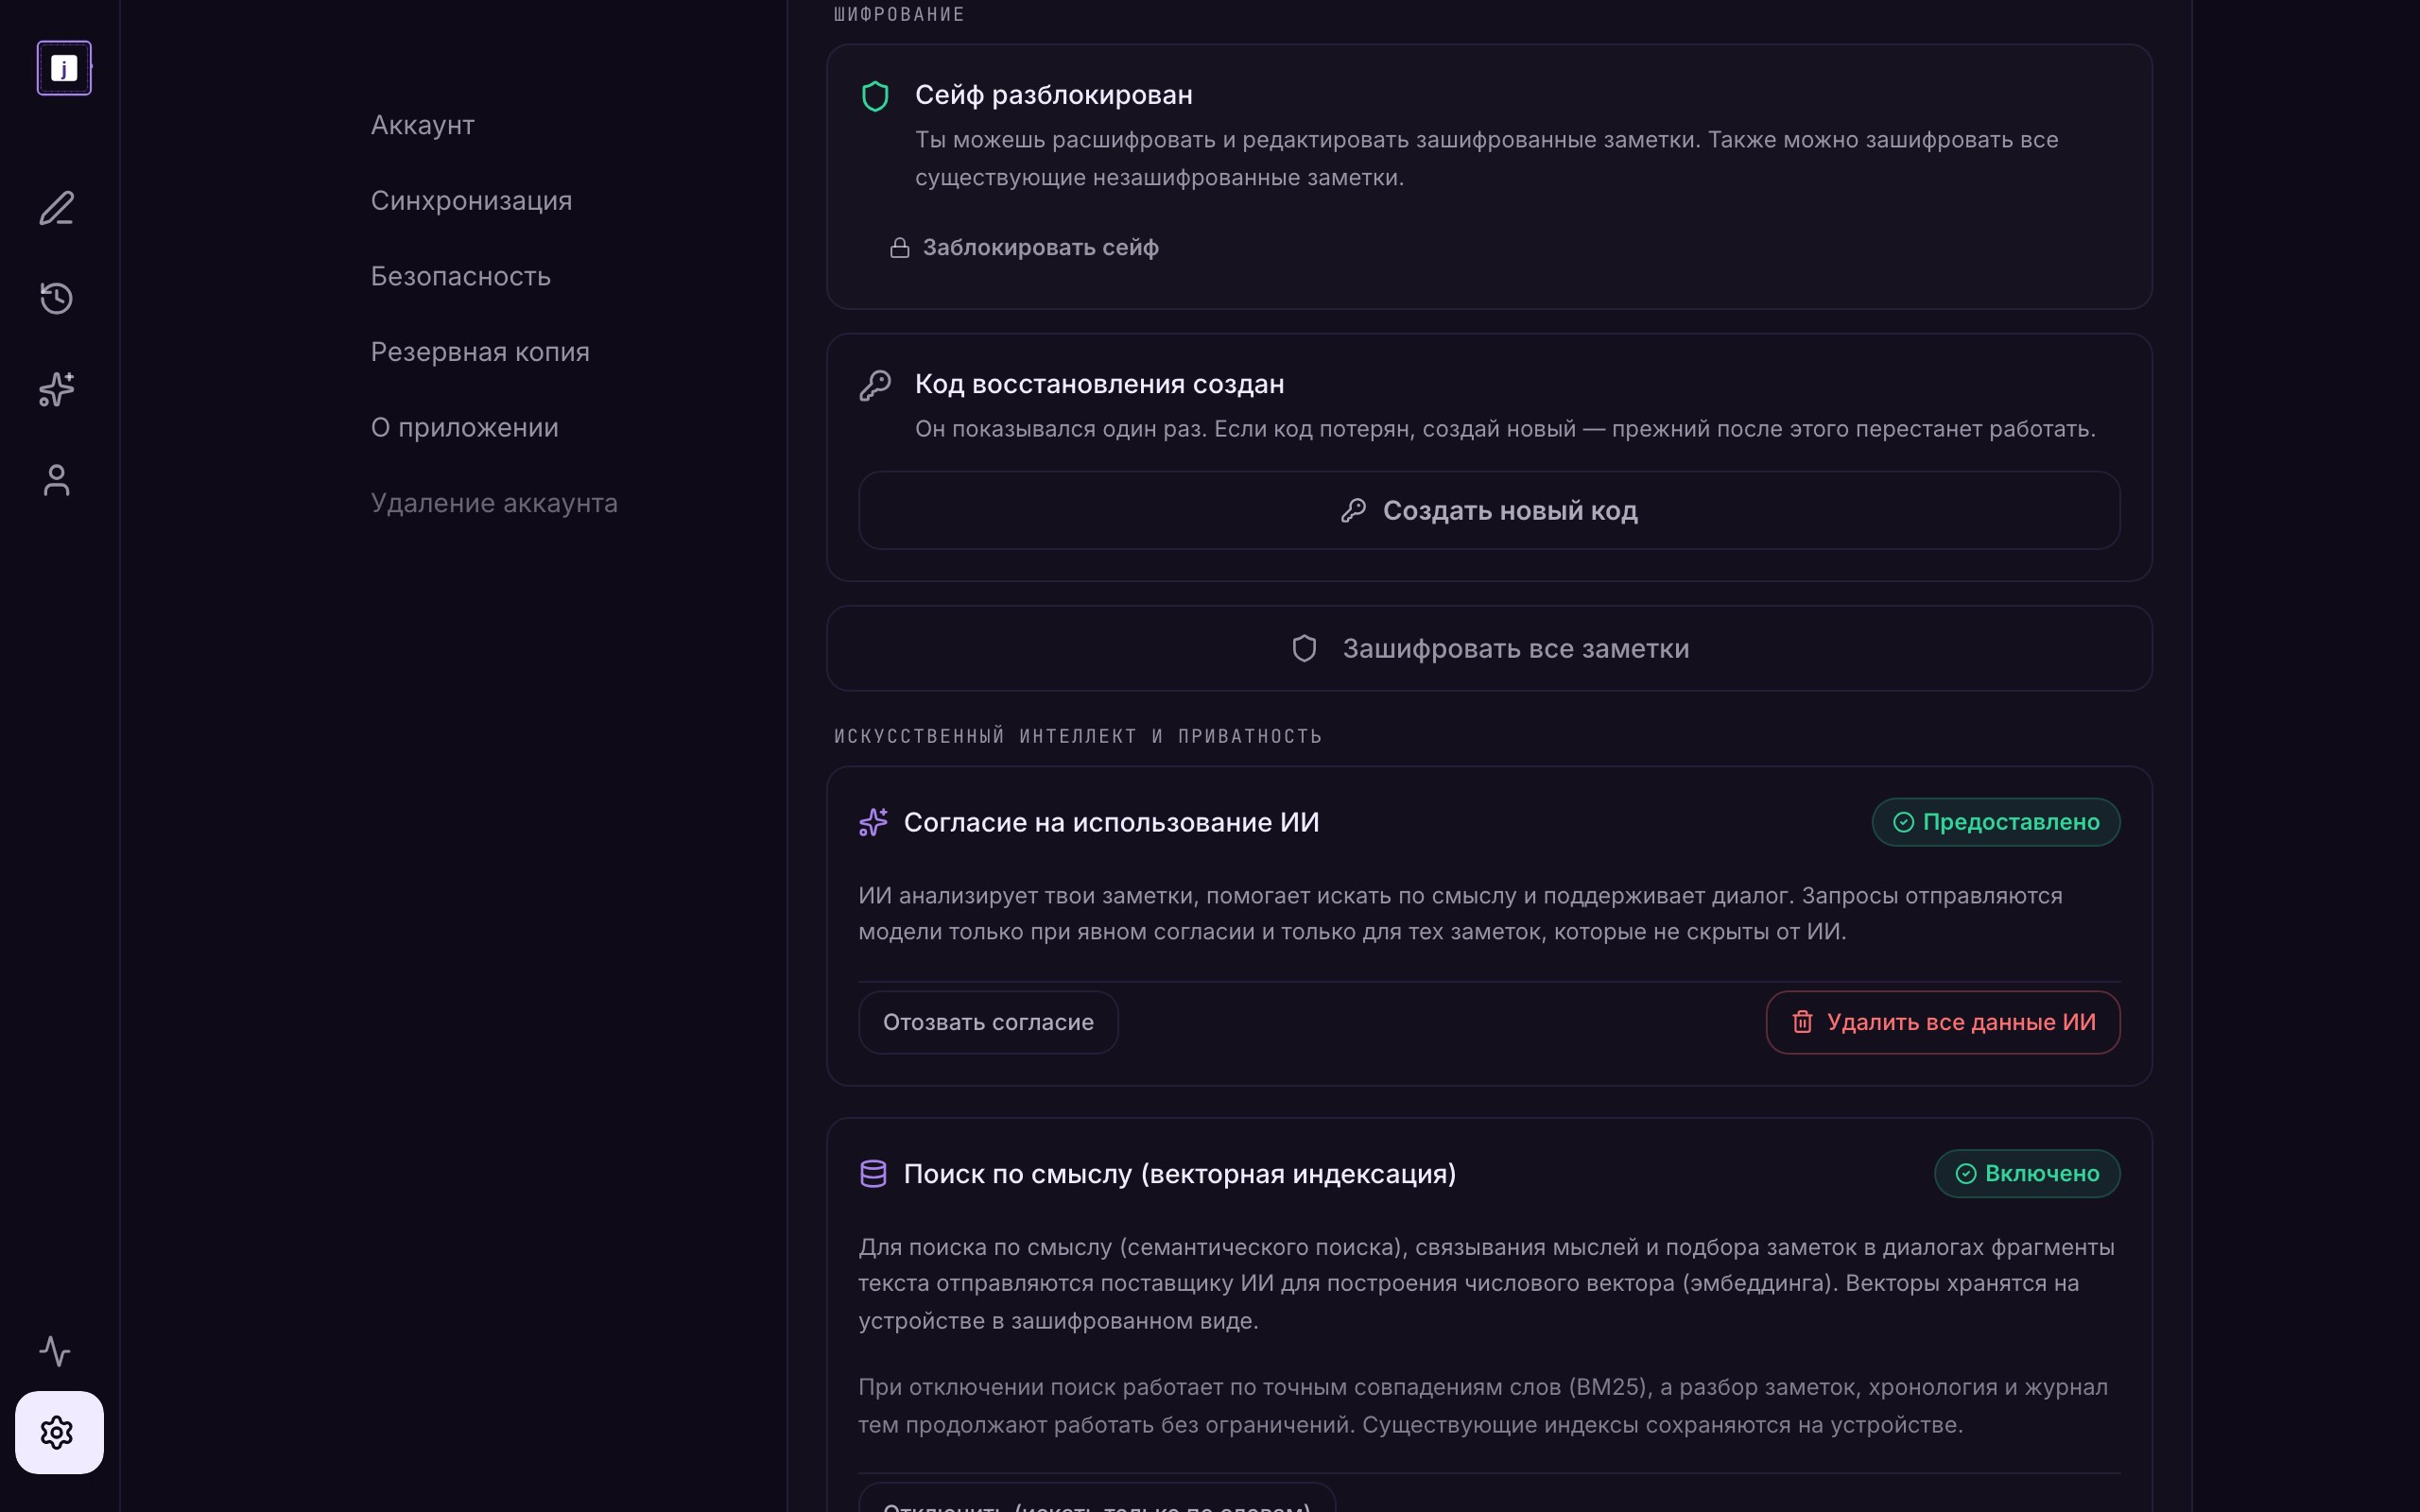 j
Аккаунт
Синхронизация
Безопасность
Резервная копия
О приложении
Удаление аккаунта
ШИФРОВАНИЕ
Сейф разблокирован
Ты можешь расшифровать и редактировать зашифрованные заметки. Также можно зашифровать все
существующие незашифрованные заметки.
Заблокировать сейф
Код восстановления создан
Он показывался один раз. Если код потерян, создай новый — прежний после этого перестанет работать.
Создать новый код
Зашифровать все заметки
ИСКУССТВЕННЫЙ ИНТЕЛЛЕКТ И ПРИВАТНОСТЬ
Согласие на использование ИИ
Предоставлено
ИИ анализирует твои заметки, помогает искать по смыслу и поддерживает диалог. Запросы отправляются
модели только при явном согласии и только для тех заметок, которые не скрыты от ИИ.
Отозвать согласие
Удалить все данные ИИ
Поиск по смыслу (векторная индексация)
Включено
Для поиска по смыслу (семантического поиска), связывания мыслей и подбора заметок в диалогах фрагменты
текста отправляются поставщику ИИ для построения числового вектора (эмбеддинга). Векторы хранятся на
устройстве в зашифрованном виде.
При отключении поиск работает по точным совпадениям слов (BM25), а разбор заметок, хронология и журнал
тем продолжают работать без ограничений. Существующие индексы сохраняются на устройстве.
Отключить (искать только по словам)